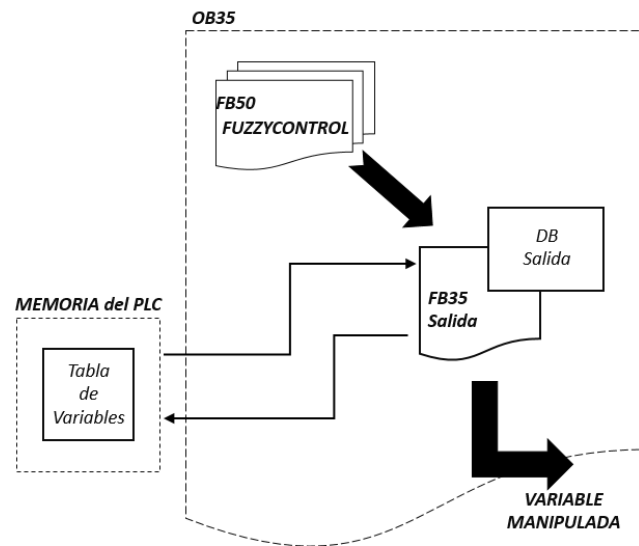 OB35
FB50
FUZZYCONTROL
DB
Salida
FB35
Salida
MEMORIA del PLC
Tabla
de
Variables
VARIABLE
MANIPULADA